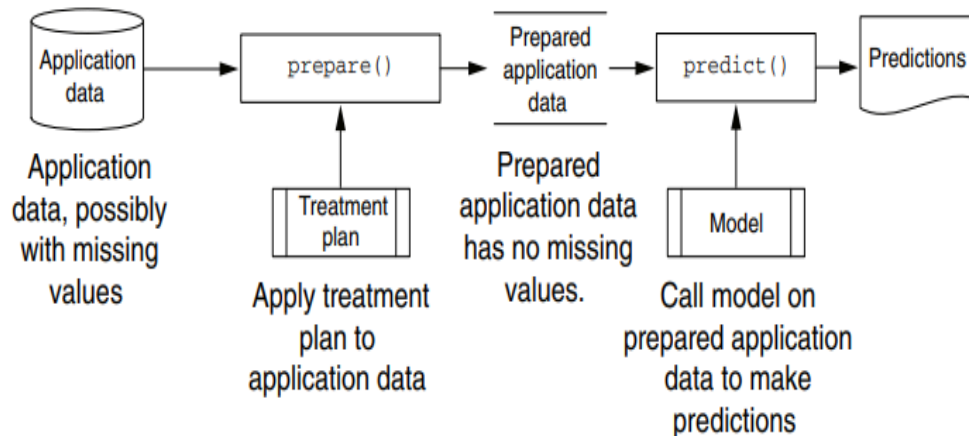 Application
data
prepare()
Prepared
application
data
predict()
Predictions
Application
data, possibly
with missing
values
Treatment
plan
Apply treatment
plan to
application data
Prepared
application data
has no missing
values.
Model
Call model on
prepared application
data to make
predictions